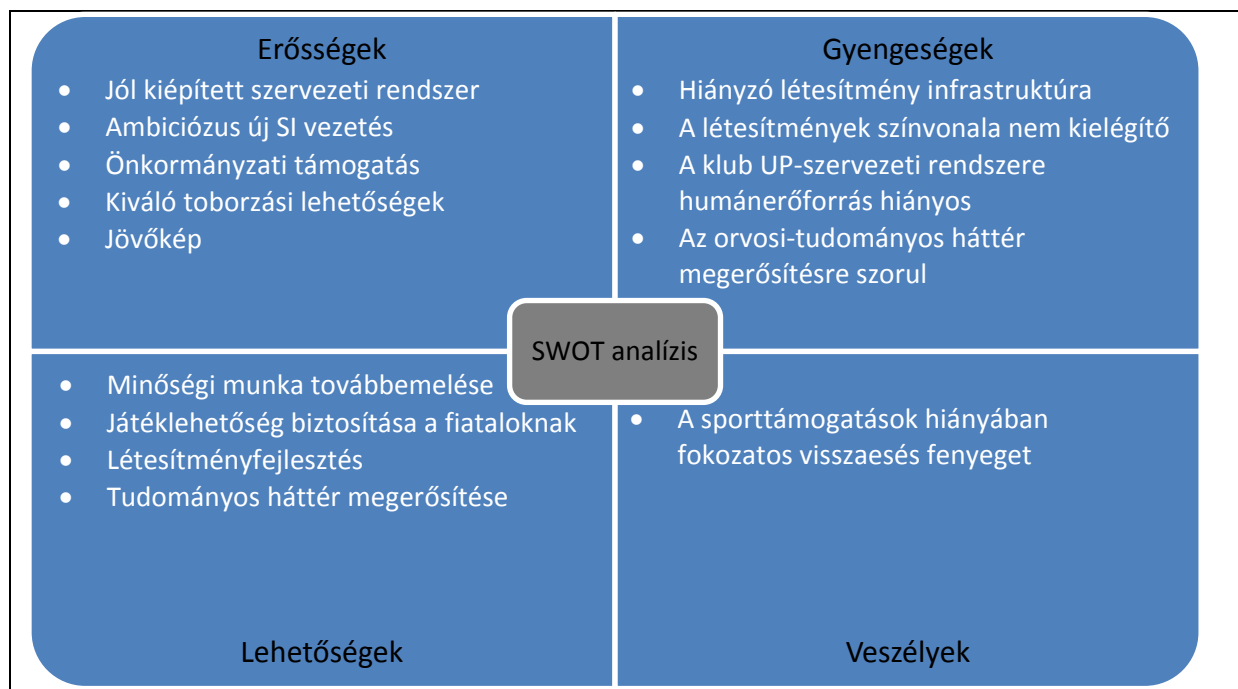 Erősségek
• Jól kiépített szervezeti rendszer
• Ambiciózus új SI vezetés
• Önkormányzati támogatás
• Kiváló toborzási lehetőségek
• Jövőkép
Gyengeségek
• Hiányzó létesítmény infrastruktúra
• A létesítmények színvonala nem kielégítő
• A klub UP-szervezeti rendszere
humánerőforrás hiányos
• Az orvosi-tudományos háttér
megerősítésre szorul
SWOT analízis
• Minőségi munka továbbemelése
• Játéklehetőség biztosítása a fiataloknak
• Létesítményfejlesztés
• Tudományos háttér megerősítése
Lehetőségek
• A sporttámogatások hiányában
fokozatos visszaesés fenyeget
Veszélyek